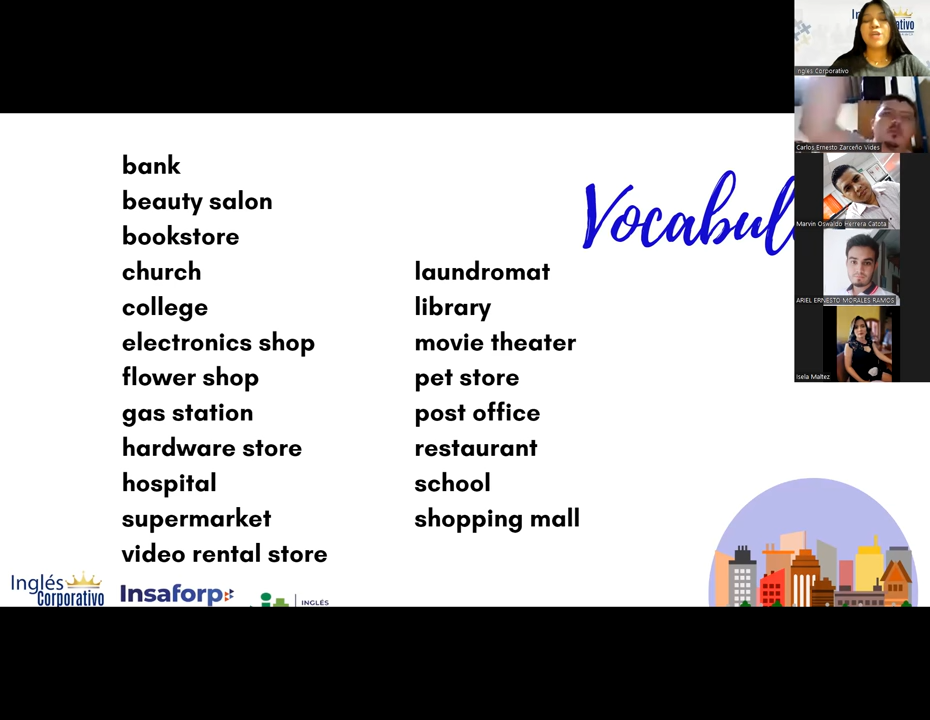 bank
beauty salon
bookstore
church
college
electronics shop
flower shop
gas station
hardware store
hospital
supermarket
video rental store
laundromat
library
movie theater
pet store
post office
restaurant
school
shopping mall
Inglés
Corporativo
Insaforp
INGLÉS
Ingles Corporativo
Carlos Ernesto Zarceño Vides
Marvin Oswaldo Herrera Catota
ARIEL ERNESTO MORALES RAMOS
Isela Maltez